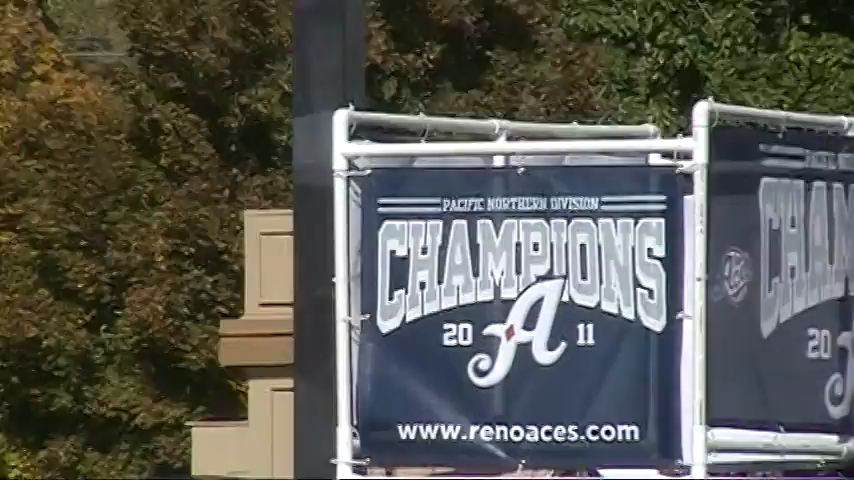 PACIFIC NORTHERN DIVISION
CHAMPIONS
20 A 11
www.renoaces.com
CHAM
20